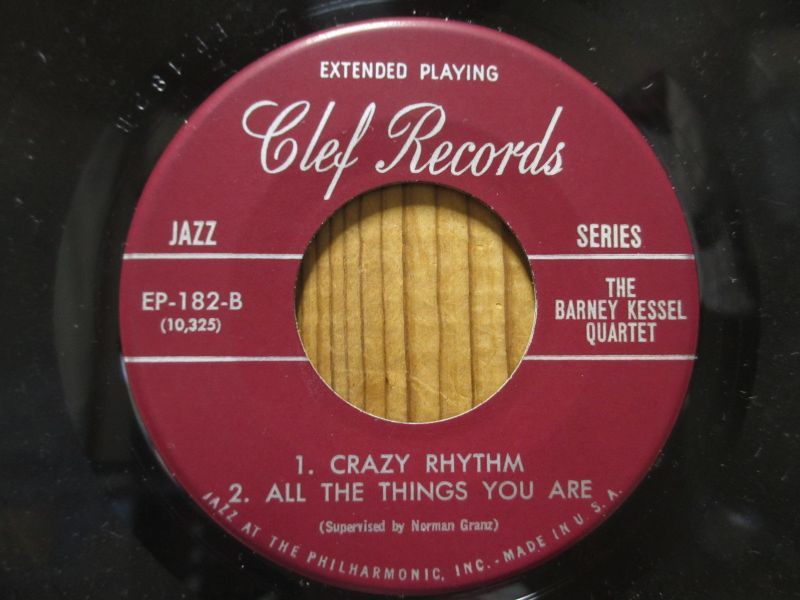 EXTENDED PLAYING
Clef Records
JAZZ
SERIES
EP-182-B
(10,325)
THE
BARNEY KESSEL
QUARTET
1. CRAZY RHYTHM
2. ALL THE THINGS YOU ARE
(Supervised by Norman Granz)
JAZZ AT THE PHILHARMONIC, INC.-MADE IN U.S.A.